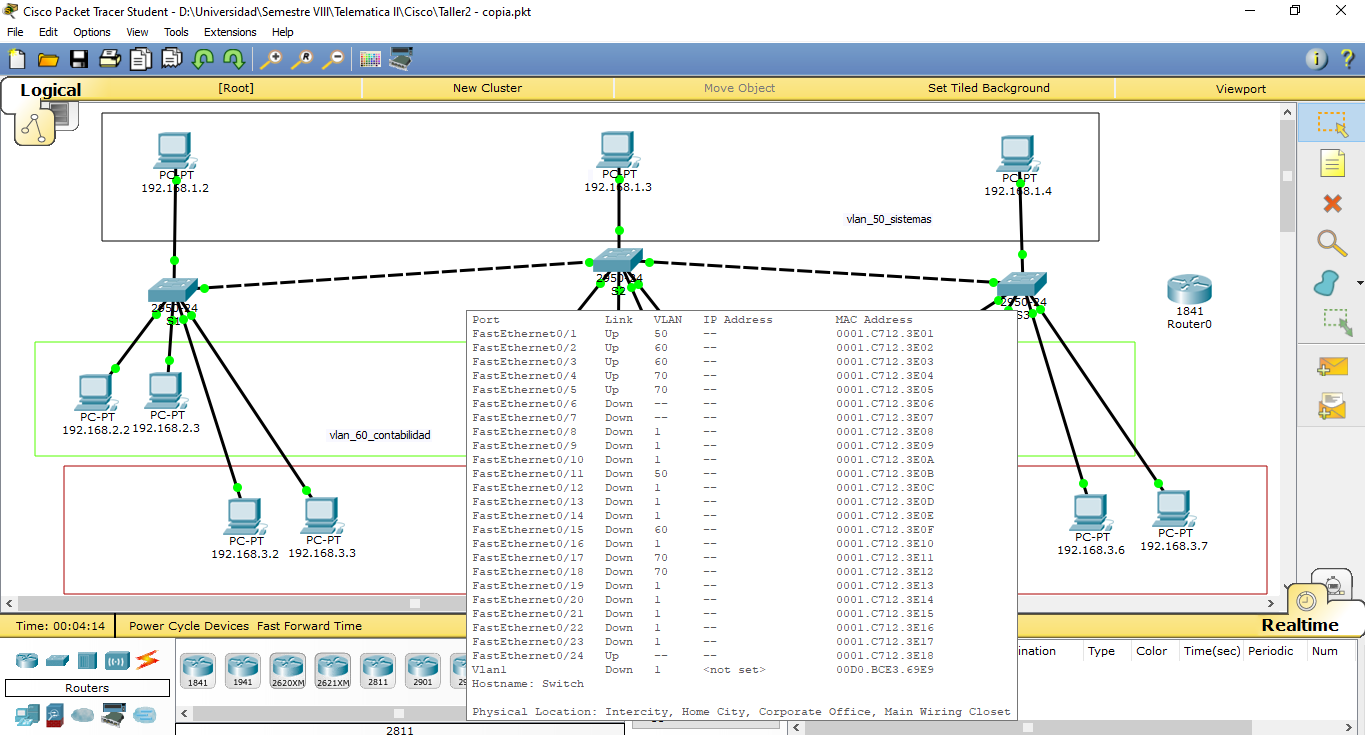 Cisco Packet Tracer Student - D:\Universidad\Semestre VIII\Telematica II\Cisco\Taller2 - copia.pkt
File Edit Options View Tools Extensions Help
Logical [Root] New Cluster Move Object Set Tiled Background Viewport
PC-PT
192.168.1.2
PC-PT
192.168.1.3
PC-PT
192.168.1.4
vlan_50_sistemas
2950-24
S1
2950-24
S2
2950-24
S3
1841
Router0
PC-PT
192.168.2.2
PC-PT
192.168.2.3
vlan_60_contabilidad
PC-PT
192.168.3.2
PC-PT
192.168.3.3
PC-PT
192.168.3.6
PC-PT
192.168.3.7
Port Link VLAN IP Address MAC Address
FastEthernet0/1 Up 50 -- 0001.C712.3E01
FastEthernet0/2 Up 60 -- 0001.C712.3E02
FastEthernet0/3 Up 60 -- 0001.C712.3E03
FastEthernet0/4 Up 70 -- 0001.C712.3E04
FastEthernet0/5 Up 70 -- 0001.C712.3E05
FastEthernet0/6 Down -- -- 0001.C712.3E06
FastEthernet0/7 Down -- -- 0001.C712.3E07
FastEthernet0/8 Down 1 -- 0001.C712.3E08
FastEthernet0/9 Down 1 -- 0001.C712.3E09
FastEthernet0/10 Down 1 -- 0001.C712.3E0A
FastEthernet0/11 Down 50 -- 0001.C712.3E0B
FastEthernet0/12 Down 1 -- 0001.C712.3E0C
FastEthernet0/13 Down 1 -- 0001.C712.3E0D
FastEthernet0/14 Down 1 -- 0001.C712.3E0E
FastEthernet0/15 Down 60 -- 0001.C712.3E0F
FastEthernet0/16 Down 1 -- 0001.C712.3E10
FastEthernet0/17 Down 70 -- 0001.C712.3E11
FastEthernet0/18 Down 70 -- 0001.C712.3E12
FastEthernet0/19 Down 1 -- 0001.C712.3E13
FastEthernet0/20 Down 1 -- 0001.C712.3E14
FastEthernet0/21 Down 1 -- 0001.C712.3E15
FastEthernet0/22 Down 1 -- 0001.C712.3E16
FastEthernet0/23 Down 1 -- 0001.C712.3E17
FastEthernet0/24 Up -- -- 0001.C712.3E18
Vlan1 Down 1 <not set> 00D0.BCE3.69E9
Hostname: Switch
Physical Location: Intercity, Home City, Corporate Office, Main Wiring Closet
Time: 00:04:14 Power Cycle Devices Fast Forward Time
Realtime
Routers
1841 1941 2620XM 2621XM 2811 2901
2811
ination Type Color Time(sec) Periodic Num